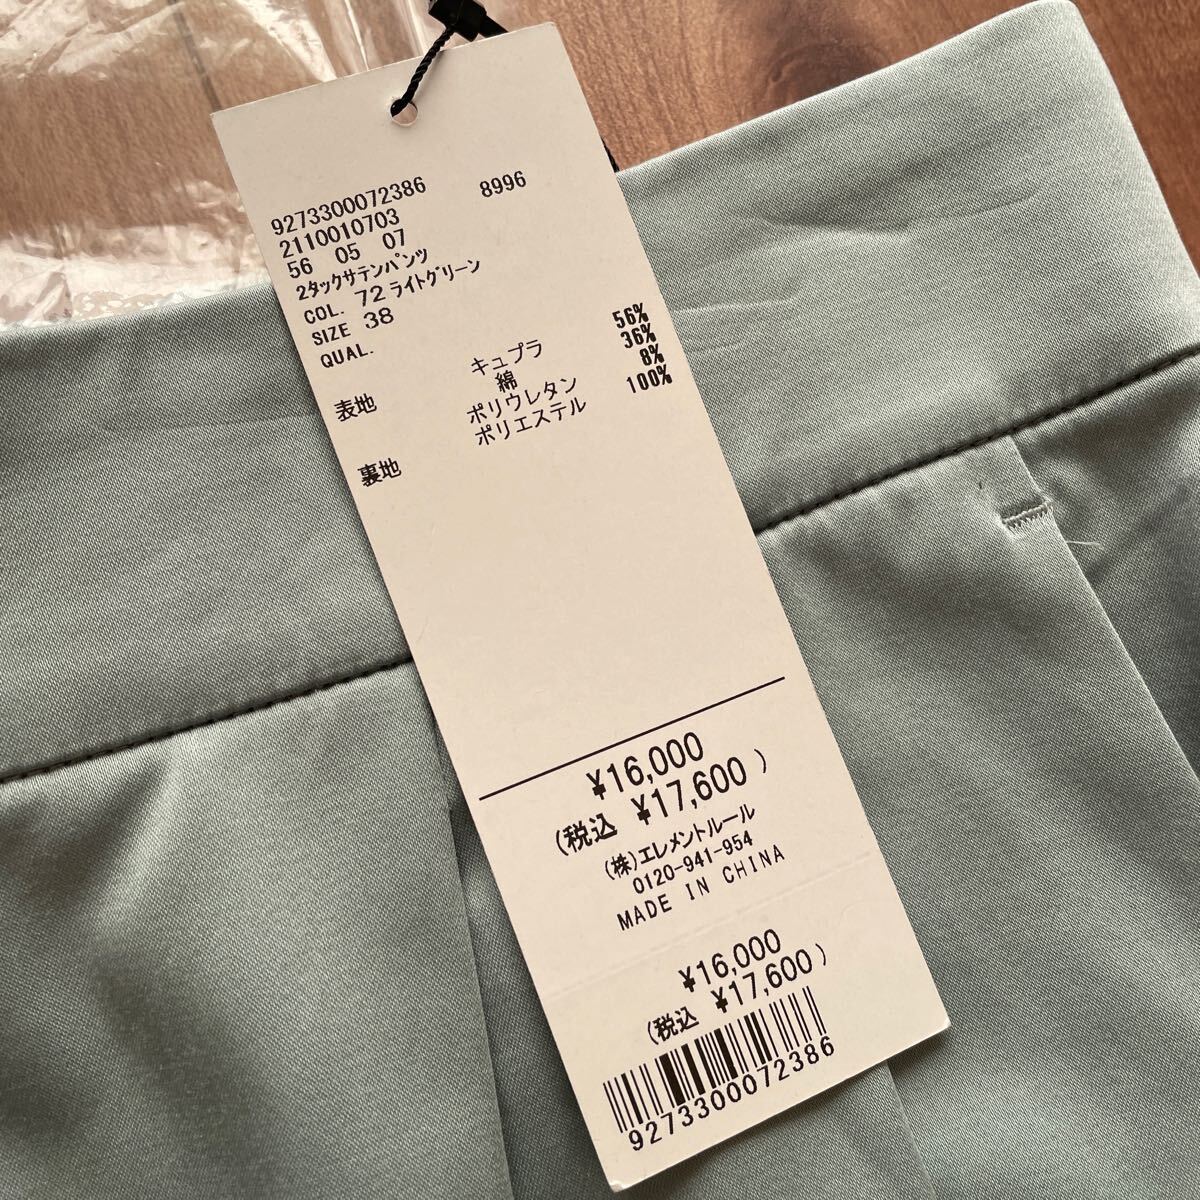 9273300072386 8996
2110010703
56 05 07
2タックサテンパンツ
COL. 72 ライトグリーン
SIZE 38
QUAL.
表地 キュプラ 56%
綿 36%
ポリウレタン 8%
裏地 ポリエステル 100%
¥16,000
(税込 ¥17,600 )
(株)エレメントルール
0120-941-954
MADE IN CHINA
¥16,000
(税込 ¥17,600 )
9273300072386